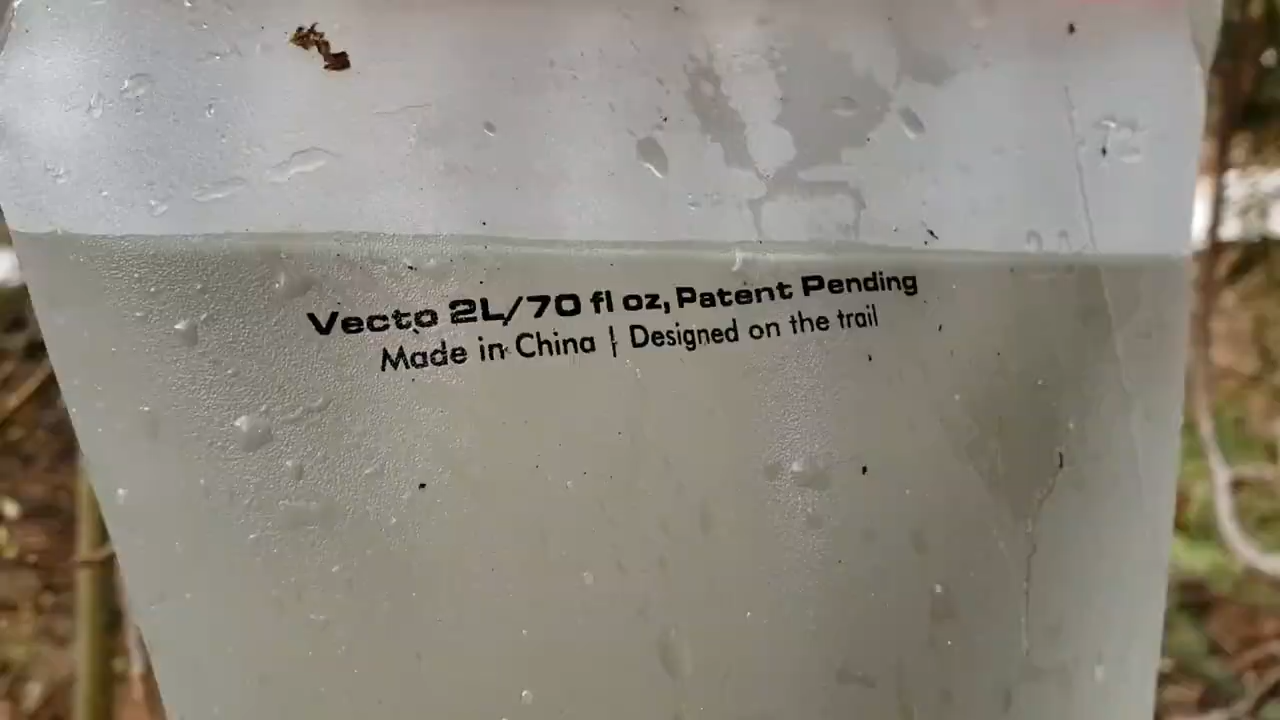 Vecto 2L/70 fl oz, Patent Pending
Made in China | Designed on the trail